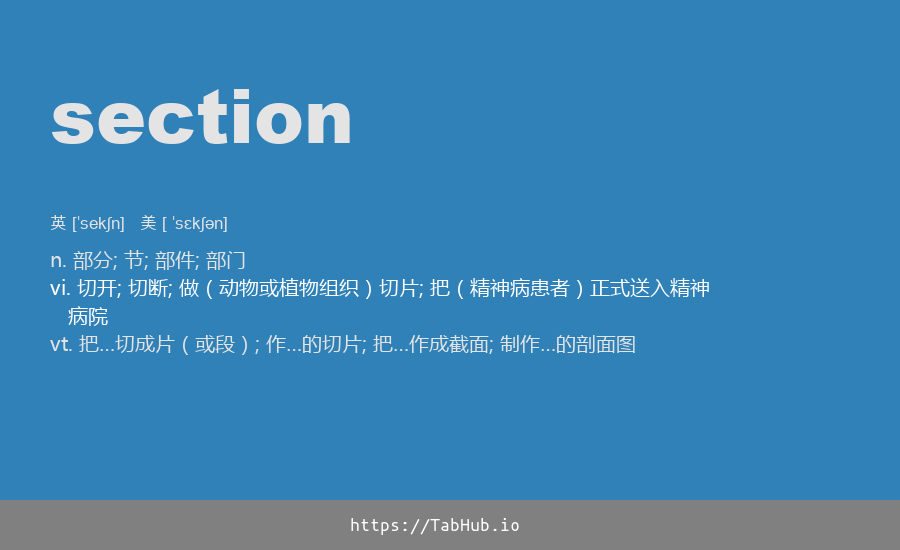 section
英 [ˈsekʃn] 美 [ ˈsɛkʃən]
n. 部分; 节; 部件; 部门
vi. 切开; 切断; 做（动物或植物组织）切片; 把（精神病患者）正式送入精神
病院
vt. 把...切成片（或段）; 作...的切片; 把...作成截面; 制作...的剖面图
https://TabHub.io